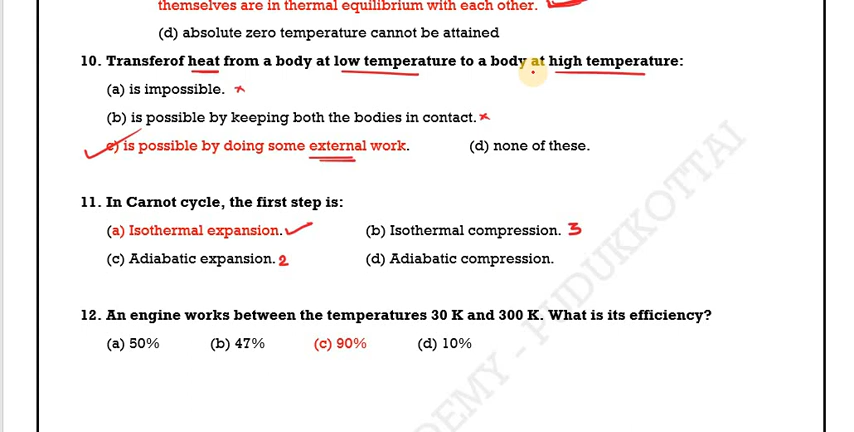 themselves are in thermal equilibrium with each other.
(d) absolute zero temperature cannot be attained
10. Transferof heat from a body at low temperature to a body at high temperature:
(a) is impossible.
(b) is possible by keeping both the bodies in contact.
c) is possible by doing some external work. (d) none of these.
11. In Carnot cycle, the first step is:
(a) Isothermal expansion. (b) Isothermal compression. 3
(c) Adiabatic expansion. 2 (d) Adiabatic compression.
12. An engine works between the temperatures 30 K and 300 K. What is its efficiency?
(a) 50% (b) 47% (c) 90% (d) 10%
DEMY - PUDUKKOTTAI